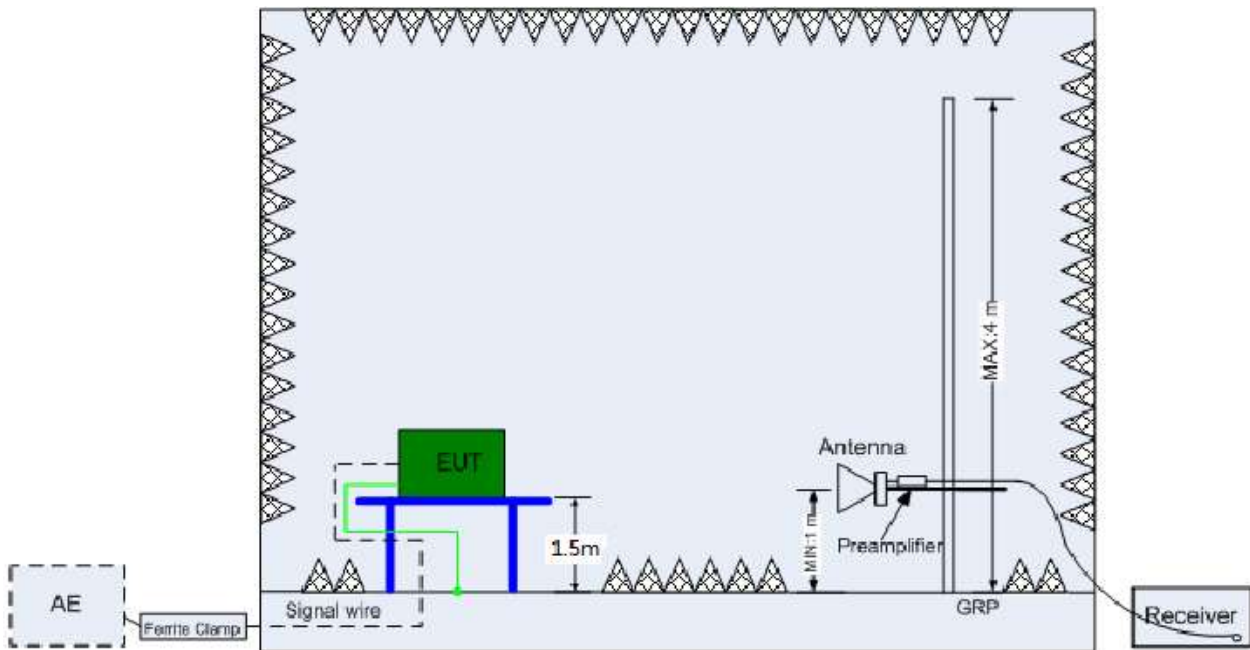 MAX:4 m
EUT
Antenna
1.5m
MIN:1 m
Preamplifier
AE
Signal wire
GRP
Receiver
Ferrite Clamp